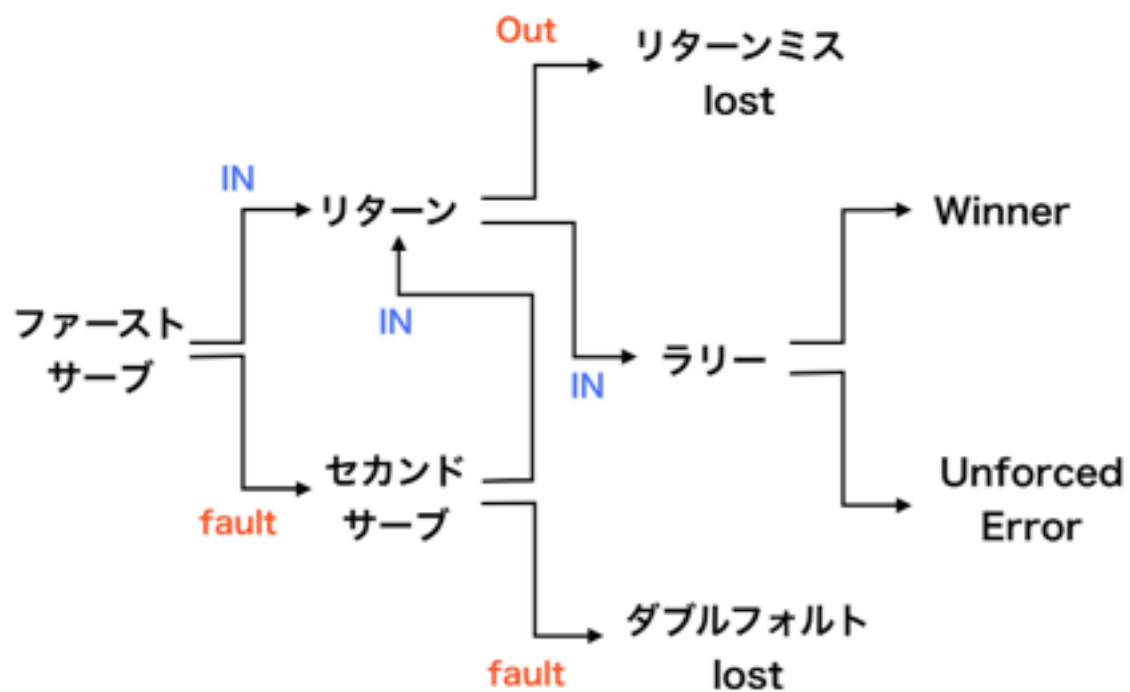 Out
リターンミス
lost
IN
リターン
Winner
ファースト
サーブ
IN
ラリー
IN
セカンド
サーブ
fault
Unforced
Error
ダブルフォルト
lost
fault